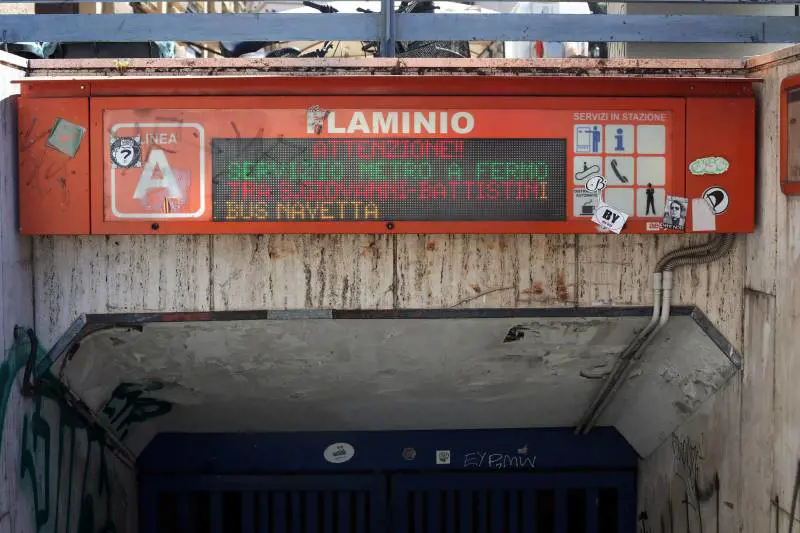 FLAMINIO
SERVIZI IN STAZIONE
LINEA
A
ATTENZIONE"
SERVIZIO METRO A FERMO
TRA S.GIOVANNI-BATTISTINI
BUS NAVETTA
BY